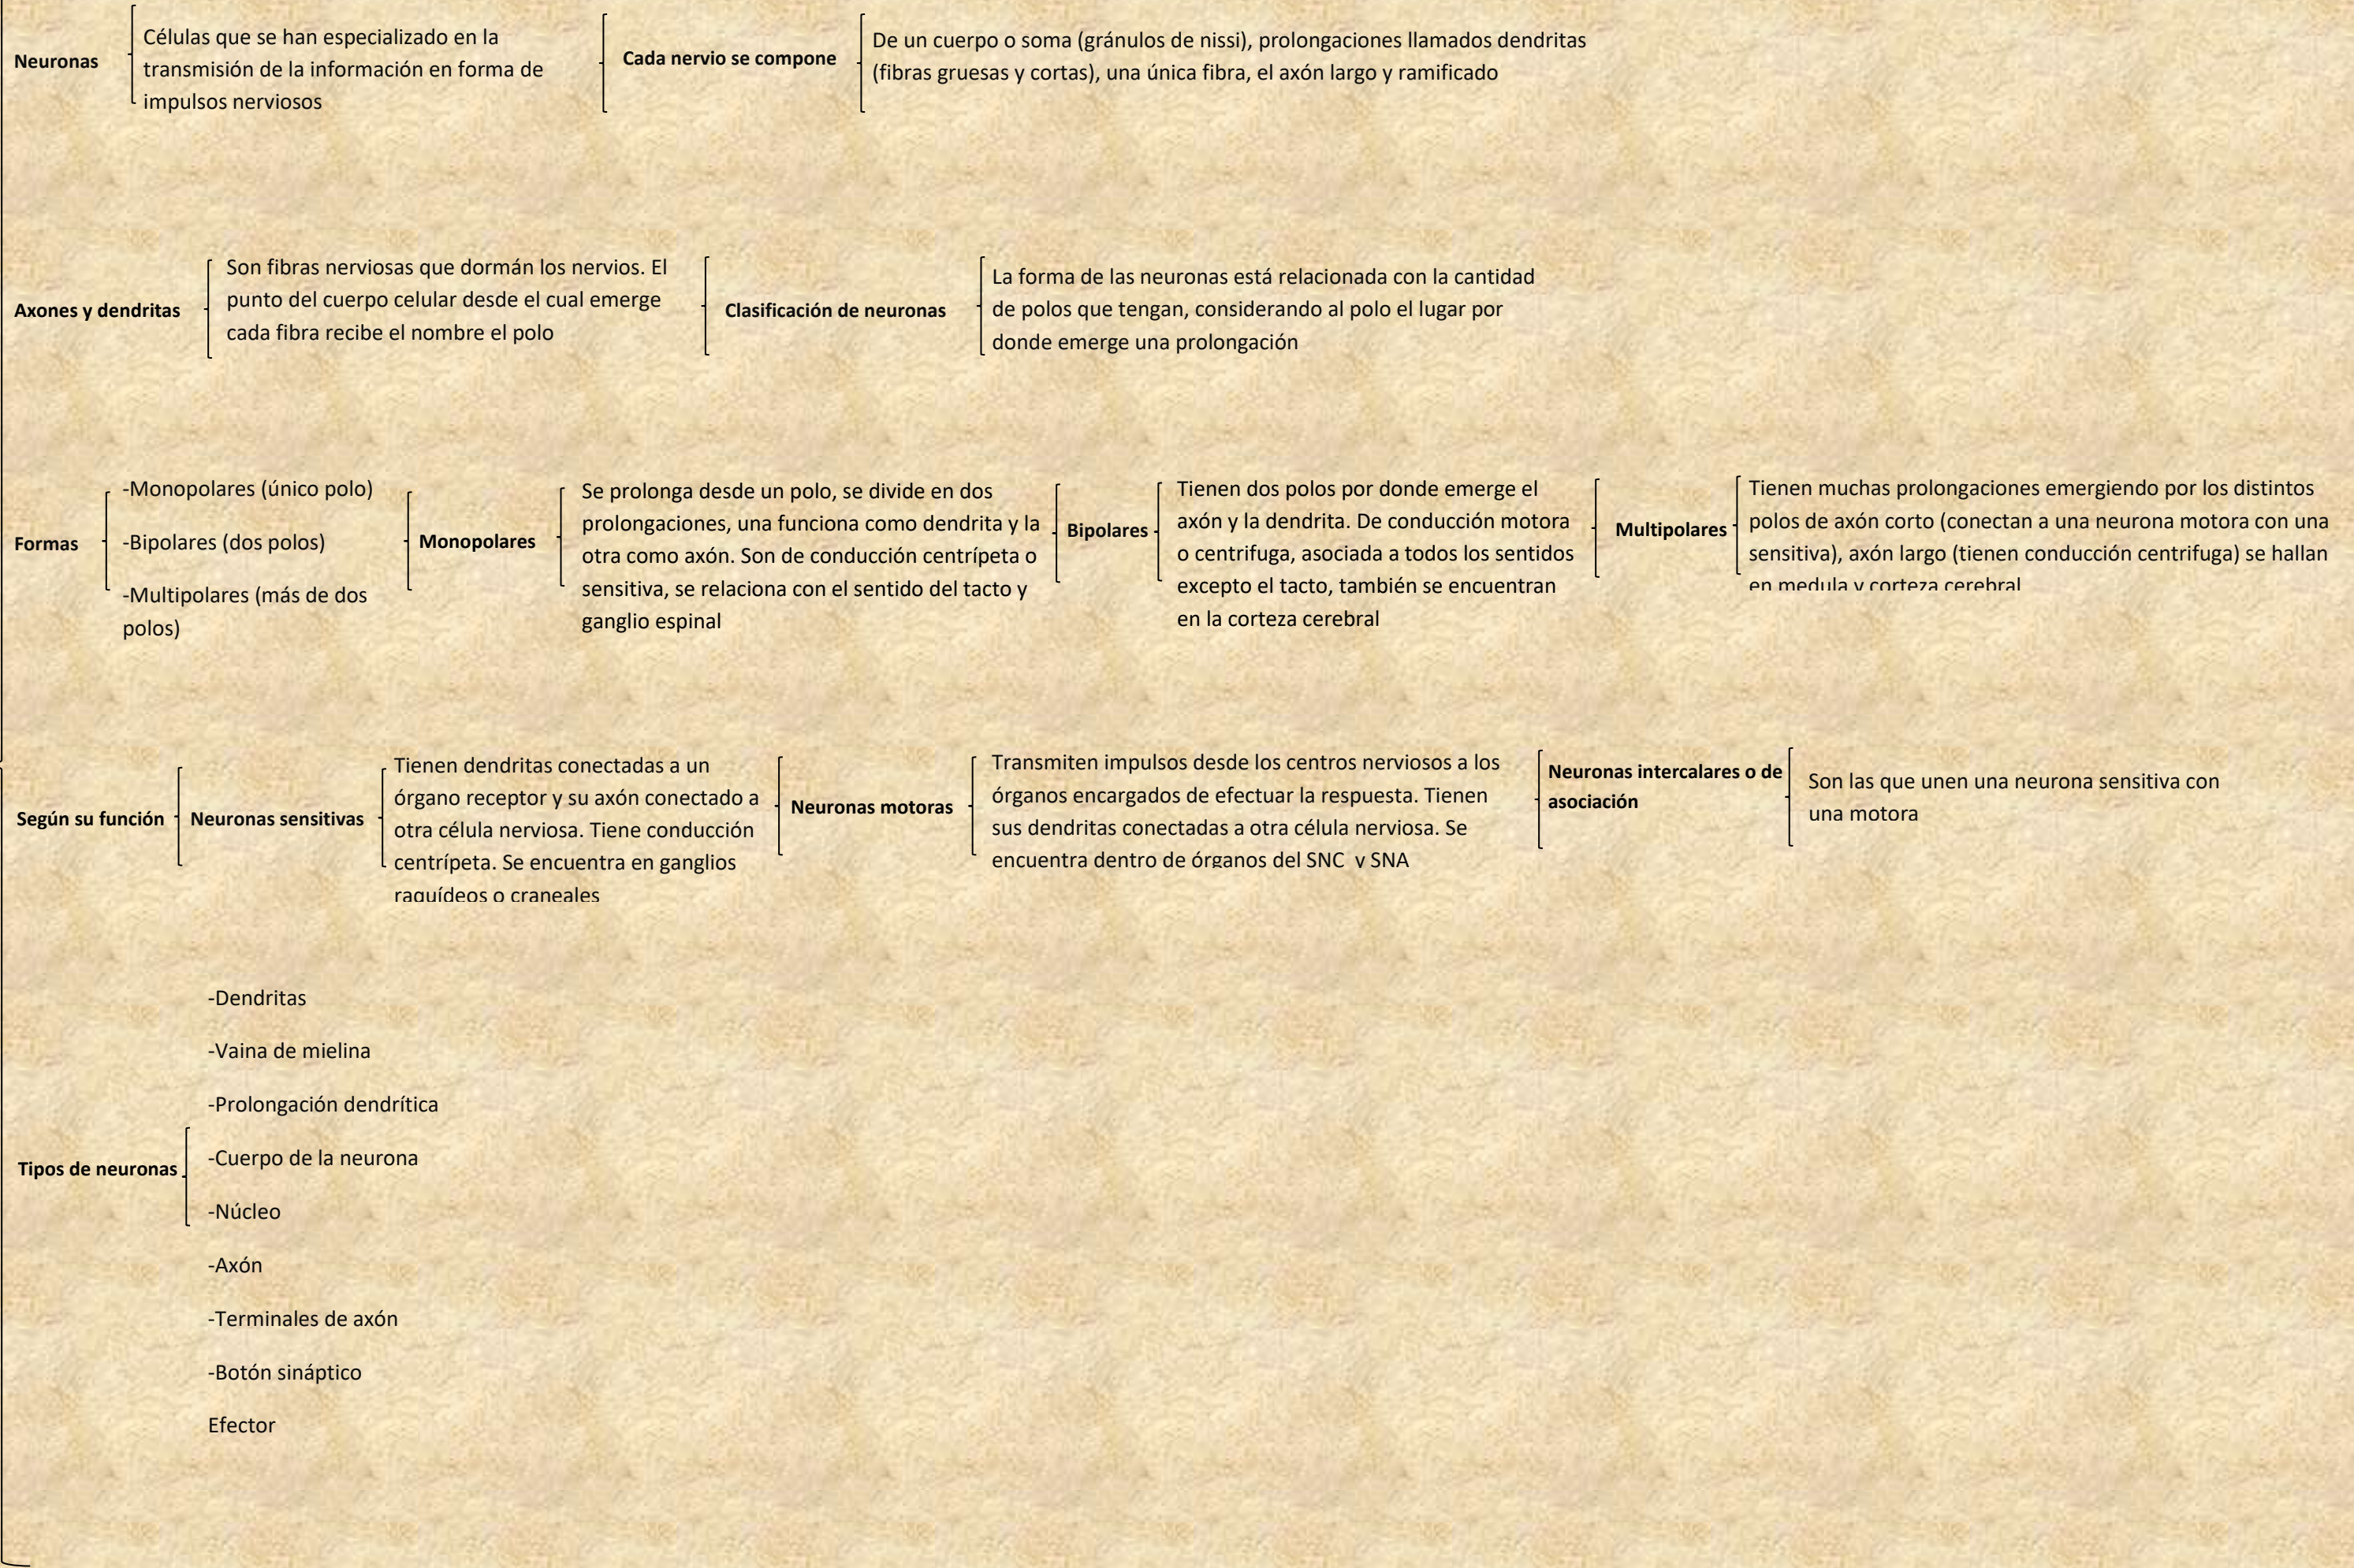 Neuronas
Células que se han especializado en la
transmisión de la información en forma de
impulsos nerviosos
Cada nervio se compone
De un cuerpo o soma (gránulos de nissi), prolongaciones llamados dendritas
(fibras gruesas y cortas), una única fibra, el axón largo y ramificado
Axones y dendritas
Son fibras nerviosas que dormán los nervios. El
punto del cuerpo celular desde el cual emerge
cada fibra recibe el nombre el polo
Clasificación de neuronas
La forma de las neuronas está relacionada con la cantidad
de polos que tengan, considerando al polo el lugar por
donde emerge una prolongación
Formas
-Monopolares (único polo)
-Bipolares (dos polos)
-Multipolares (más de dos
polos)
Monopolares
Se prolonga desde un polo, se divide en dos
prolongaciones, una funciona como dendrita y la
otra como axón. Son de conducción centrípeta o
sensitiva, se relaciona con el sentido del tacto y
ganglio espinal
Bipolares
Tienen dos polos por donde emerge el
axón y la dendrita. De conducción motora
o centrifuga, asociada a todos los sentidos
excepto el tacto, también se encuentran
en la corteza cerebral
Multipolares
Tienen muchas prolongaciones emergiendo por los distintos
polos de axón corto (conectan a una neurona motora con una
sensitiva), axón largo (tienen conducción centrifuga) se hallan
en medula y corteza cerebral
Según su función
Neuronas sensitivas
Tienen dendritas conectadas a un
órgano receptor y su axón conectado a
otra célula nerviosa. Tiene conducción
centrípeta. Se encuentra en ganglios
raquídeos o craneales
Neuronas motoras
Transmiten impulsos desde los centros nerviosos a los
órganos encargados de efectuar la respuesta. Tienen
sus dendritas conectadas a otra célula nerviosa. Se
encuentra dentro de órganos del SNC y SNA
Neuronas intercalares o de
asociación
Son las que unen una neurona sensitiva con
una motora
Tipos de neuronas
-Dendritas
-Vaina de mielina
-Prolongación dendrítica
-Cuerpo de la neurona
-Núcleo
-Axón
-Terminales de axón
-Botón sináptico
Efector